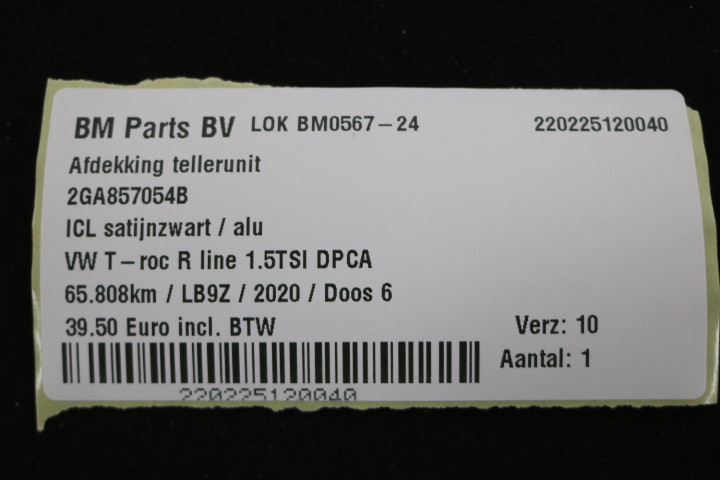 BM Parts BV LOK BM0567-24 220225120040
Afdekking tellerunit
2GA857054B
ICL satijnzwart / alu
VW T-roc R line 1.5TSI DPCA
65.808km / LB9Z / 2020 / Doos 6
39.50 Euro incl. BTW Verz: 10
Aantal: 1
220225120040